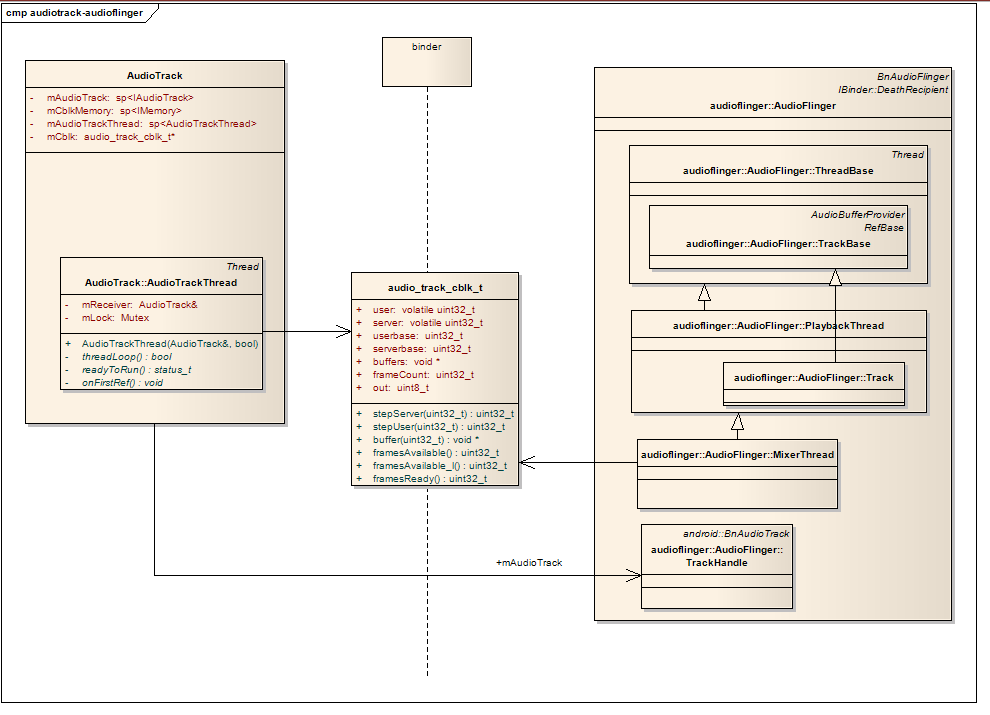 cmp audiotrack-audioflinger
binder
AudioTrack
- mAudioTrack: sp<IAudioTrack>
- mCblkMemory: sp<IMemory>
- mAudioTrackThread: sp<AudioTrackThread>
- mCblk: audio_track_cblk_t*
Thread
AudioTrack::AudioTrackThread
- mReceiver: AudioTrack&
- mLock: Mutex
+ AudioTrackThread(AudioTrack&, bool)
- threadLoop() : bool
- readyToRun() : status_t
- onFirstRef() : void
audio_track_cblk_t
+ user: volatile uint32_t
+ server: volatile uint32_t
+ userbase: uint32_t
+ serverbase: uint32_t
+ buffers: void *
+ frameCount: uint32_t
+ out: uint8_t
+ stepServer(uint32_t) : uint32_t
+ stepUser(uint32_t) : uint32_t
+ buffer(uint32_t) : void *
+ framesAvailable() : uint32_t
+ framesAvailable_l() : uint32_t
+ framesReady() : uint32_t
BnAudioFlinger
IBinder::DeathRecipient
audioflinger::AudioFlinger
Thread
audioflinger::AudioFlinger::ThreadBase
AudioBufferProvider
RefBase
audioflinger::AudioFlinger::TrackBase
audioflinger::AudioFlinger::PlaybackThread
audioflinger::AudioFlinger::Track
audioflinger::AudioFlinger::MixerThread
android::BnAudioTrack
audioflinger::AudioFlinger::
TrackHandle
+mAudioTrack